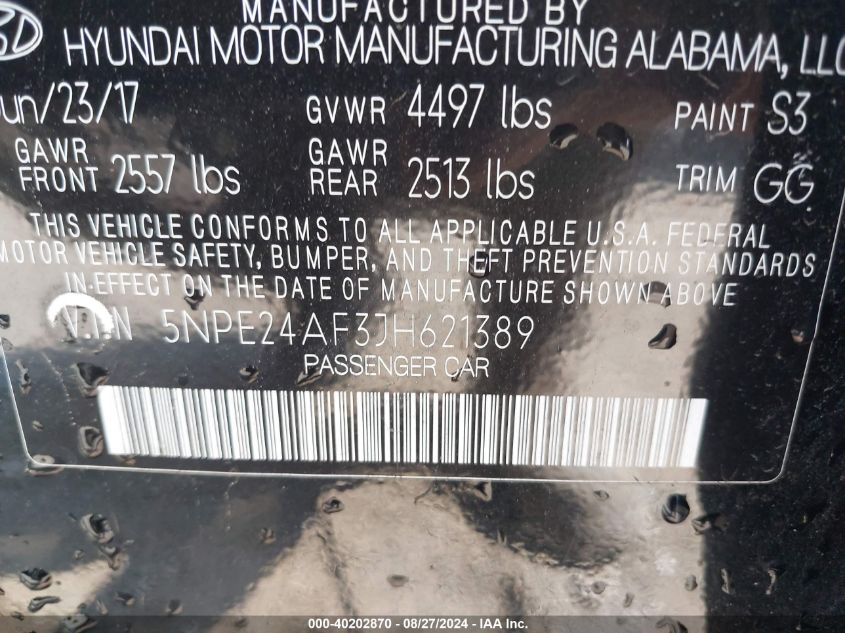 MANUFACTURED BY
HYUNDAI MOTOR MANUFACTURING ALABAMA, LLC
Jun/23/17 GVWR 4497 lbs PAINT S3
GAWR FRONT 2557 lbs GAWR REAR 2513 lbs TRIM GG
THIS VEHICLE CONFORMS TO ALL APPLICABLE U.S.A. FEDERAL
MOTOR VEHICLE SAFETY, BUMPER, AND THEFT PREVENTION STANDARDS
IN-EFFECT ON THE DATE OF MANUFACTURE SHOWN ABOVE
V.I.N 5NPE24AF3JH621389
PASSENGER CAR
000-40202870 - 08/27/2024 - IAA Inc.